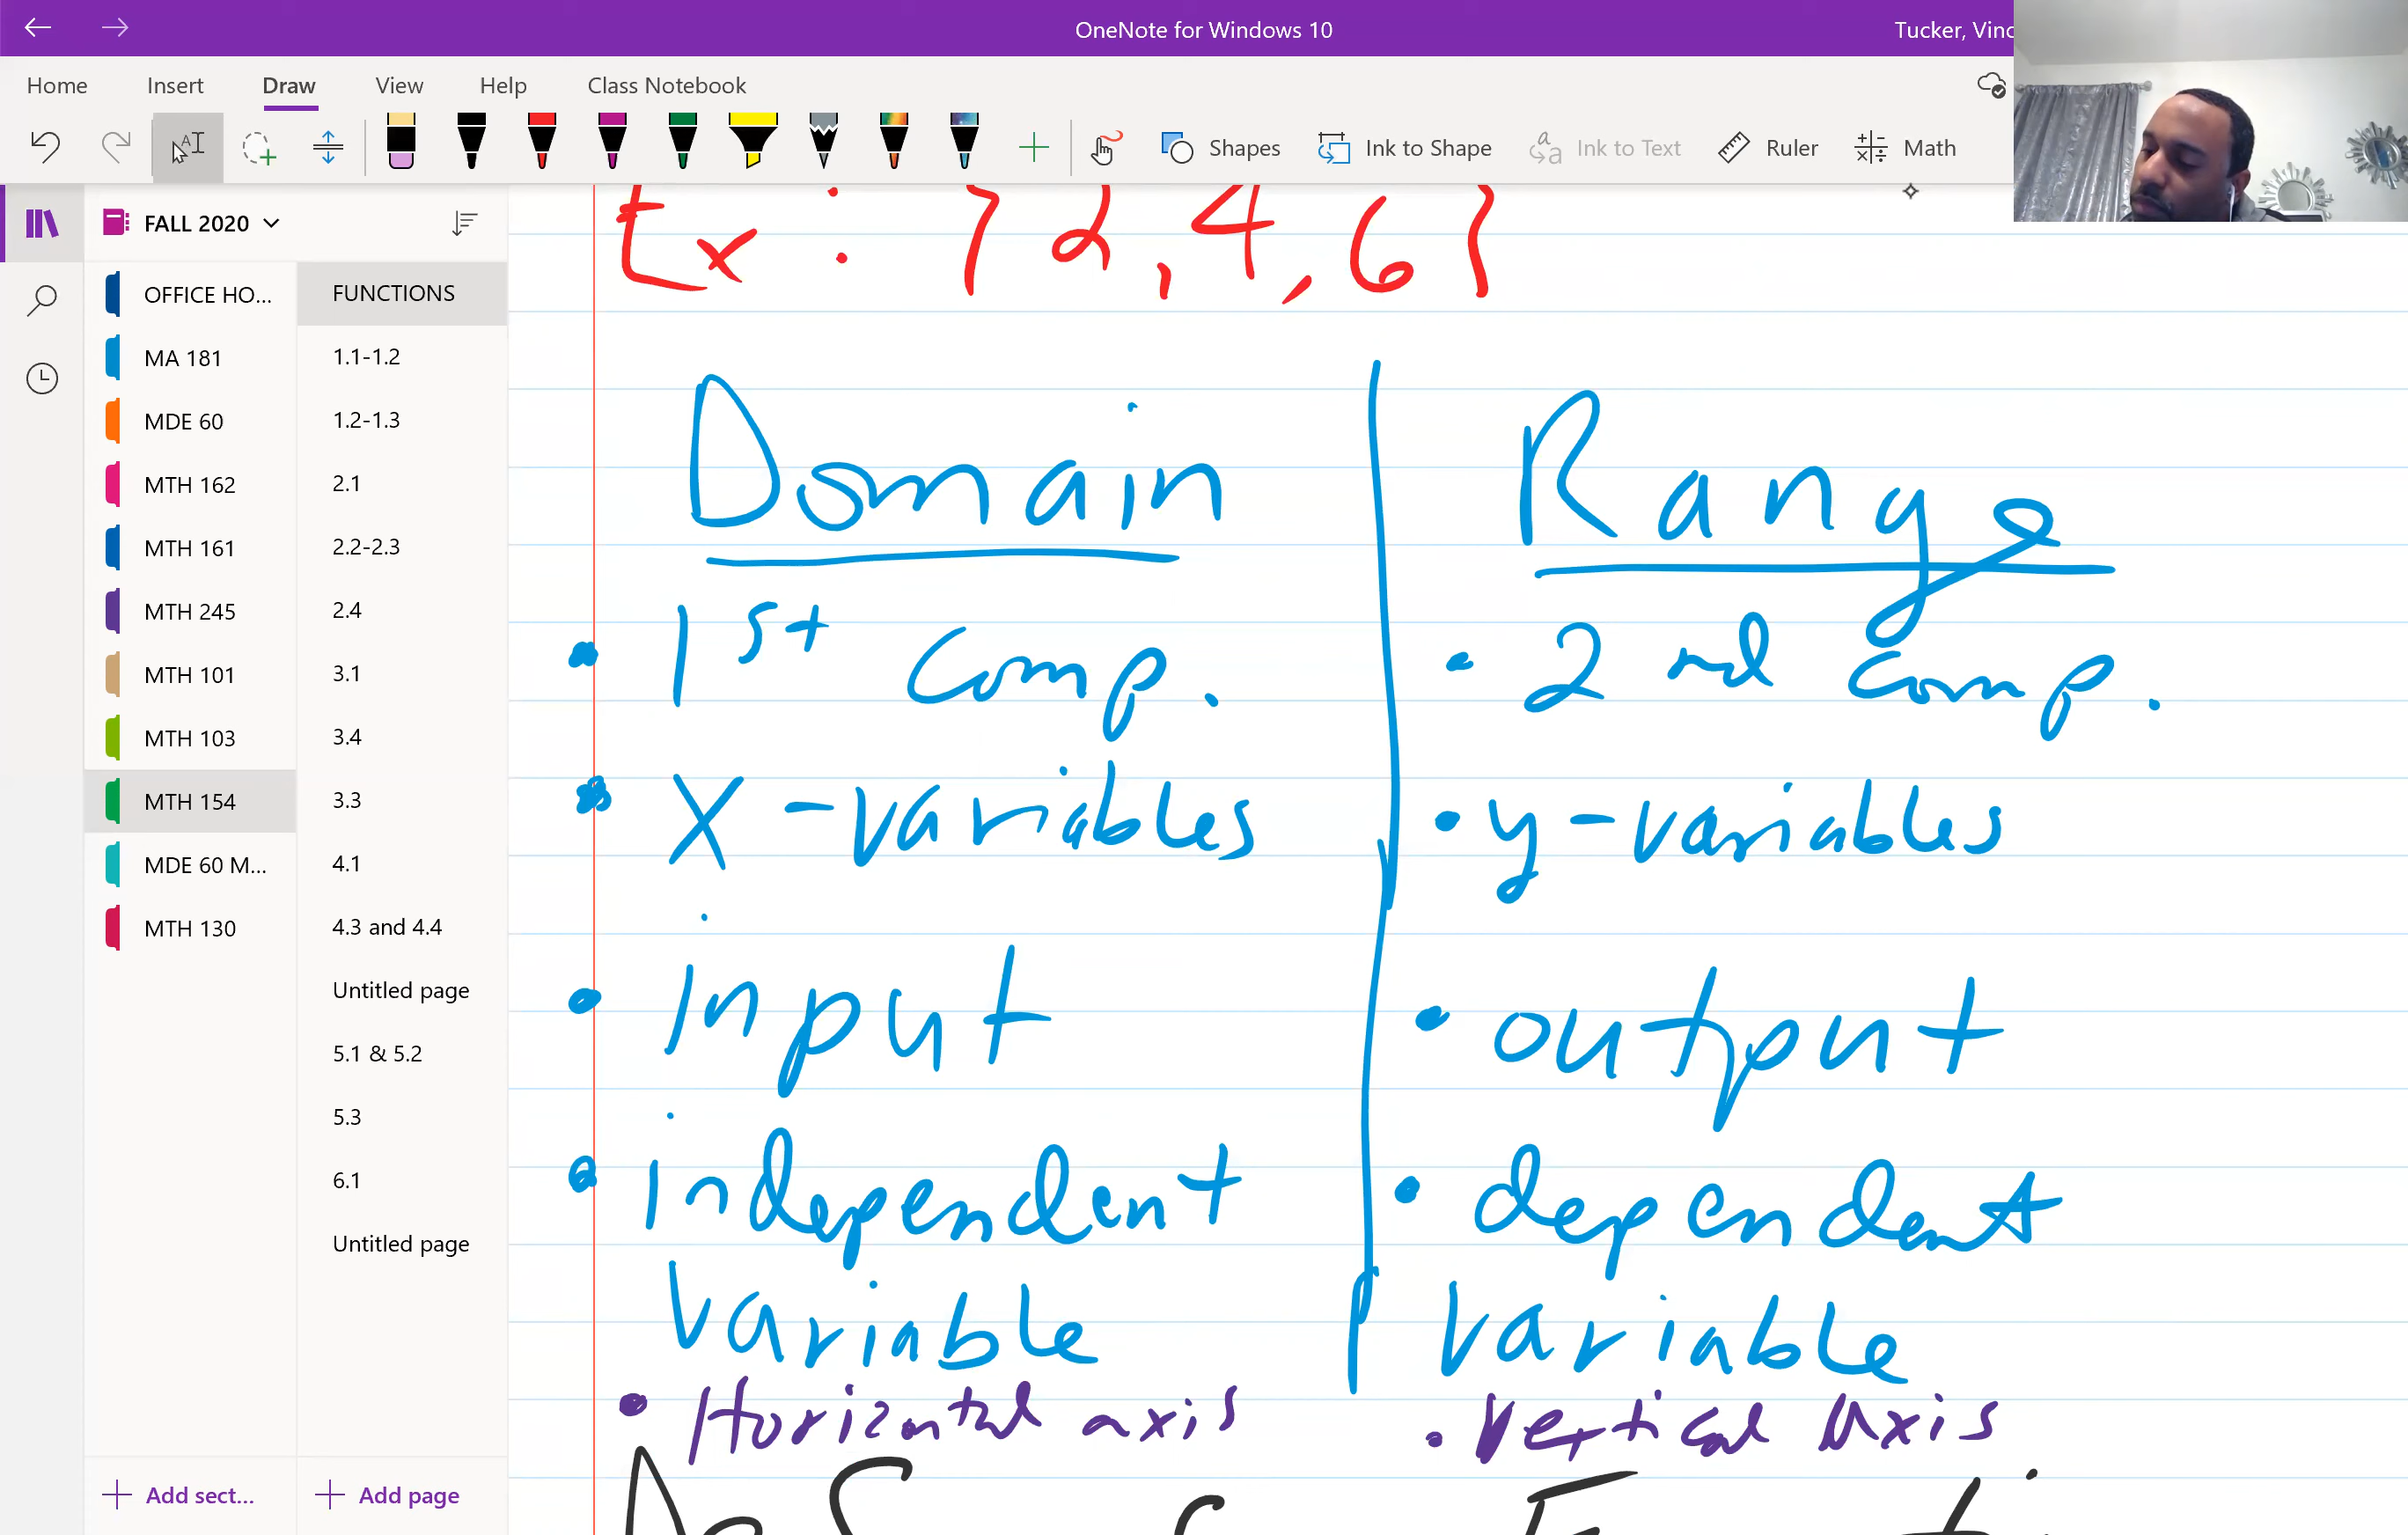 OneNote for Windows 10
Tucker, Vinc
Home Insert Draw View Help Class Notebook
Shapes Ink to Shape Ink to Text Ruler Math
FALL 2020
OFFICE HO...
MA 181
MDE 60
MTH 162
MTH 161
MTH 245
MTH 101
MTH 103
MTH 154
MDE 60 M...
MTH 130
Add sect...
FUNCTIONS
1.1-1.2
1.2-1.3
2.1
2.2-2.3
2.4
3.1
3.4
3.3
4.1
4.3 and 4.4
Untitled page
5.1 & 5.2
5.3
6.1
Untitled page
Add page
Ex : { 2, 4, 6 }
Domain
• 1st Comp.
• X-variables
• input
• independent
variable
• Horizontal axis
Range
• 2nd comp.
• y-variables
• output
• dependent
variable
• Vertical axis